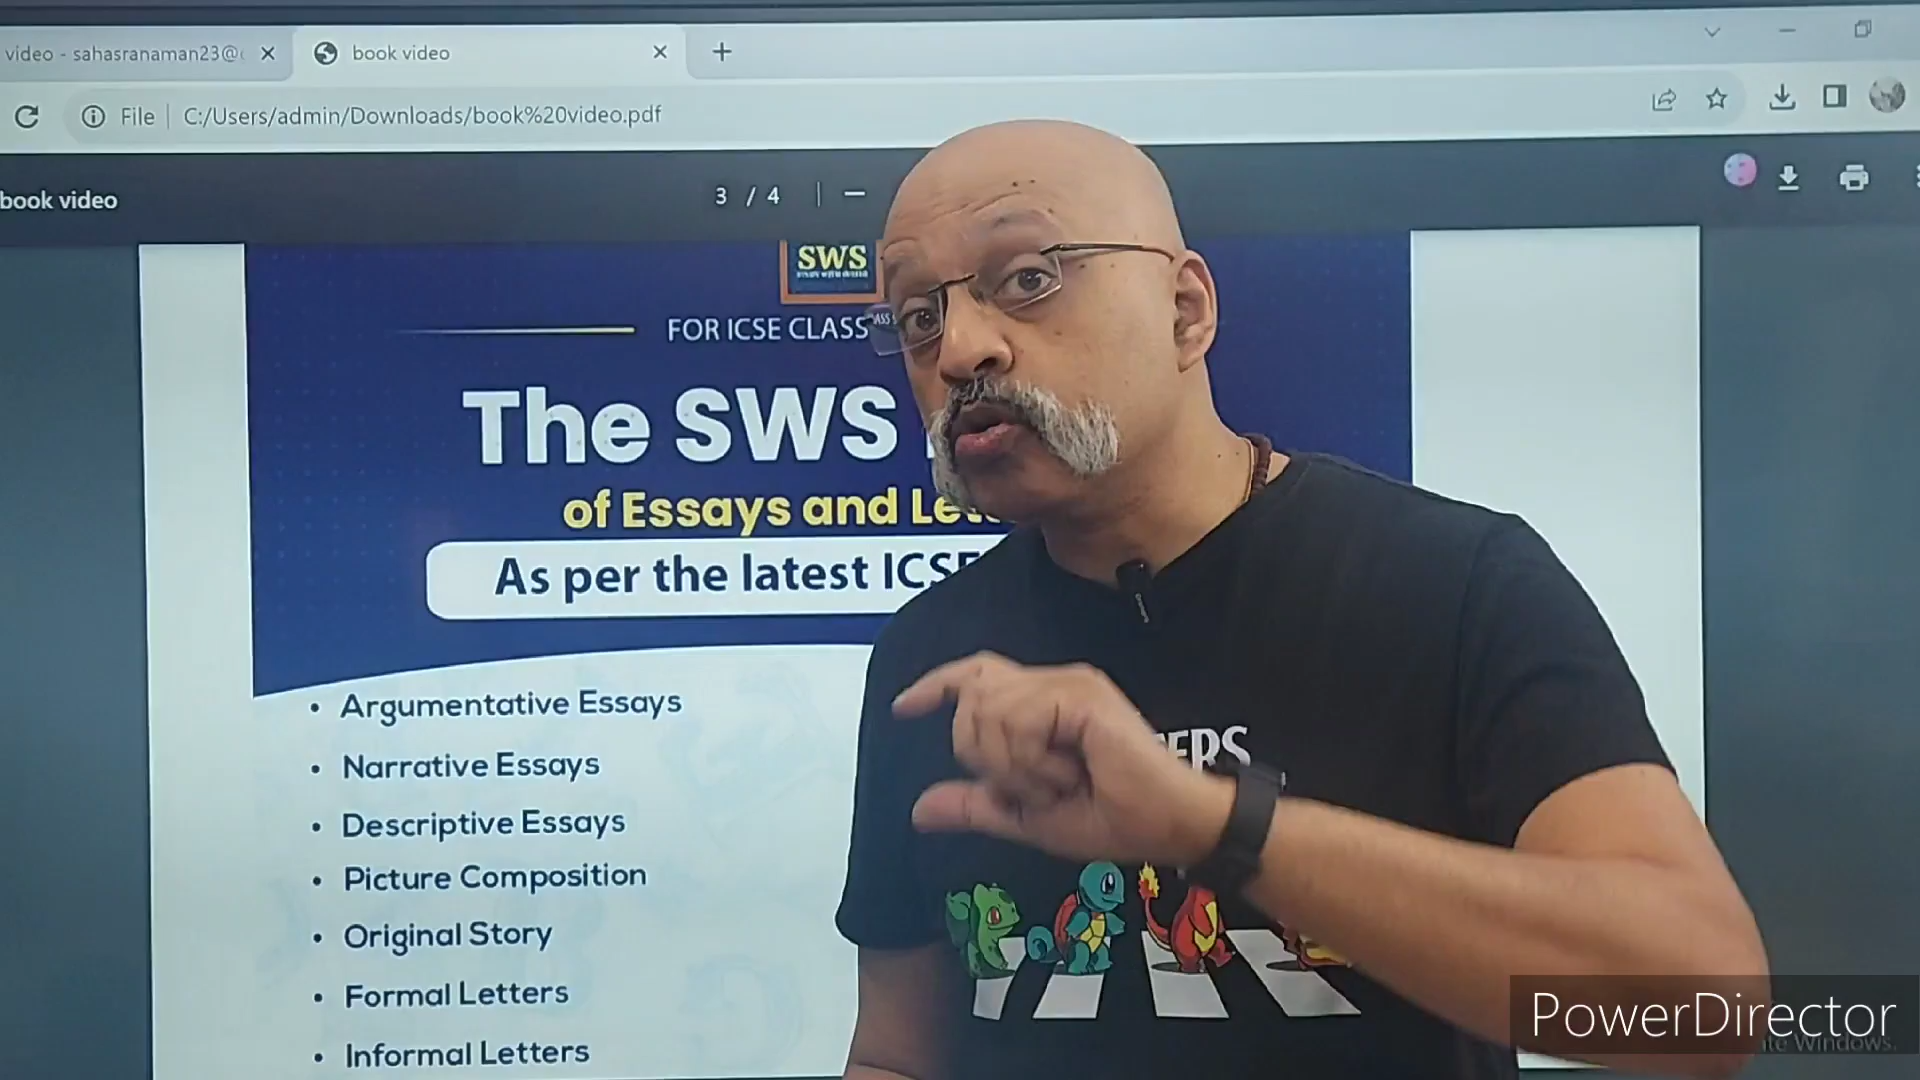 video - sahasranaman23@
book video
File C:/Users/admin/Downloads/book%20video.pdf
book video
3 / 4
SWS
FOR ICSE CLASS
The SWS
of Essays and
As per the latest ICSE
• Argumentative Essays
• Narrative Essays
• Descriptive Essays
• Picture Composition
• Original Story
• Formal Letters
• Informal Letters
PowerDirector
Windows.